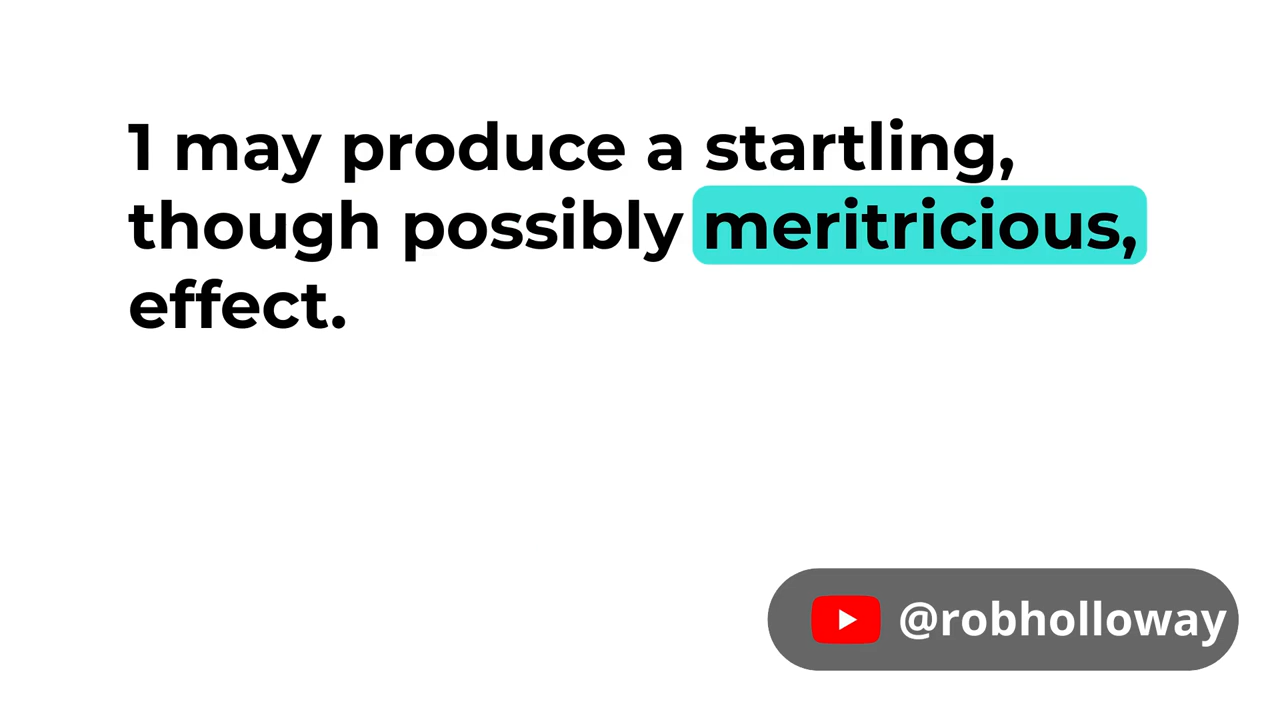 1 may produce a startling,
though possibly meritricious,
effect.
@robholloway